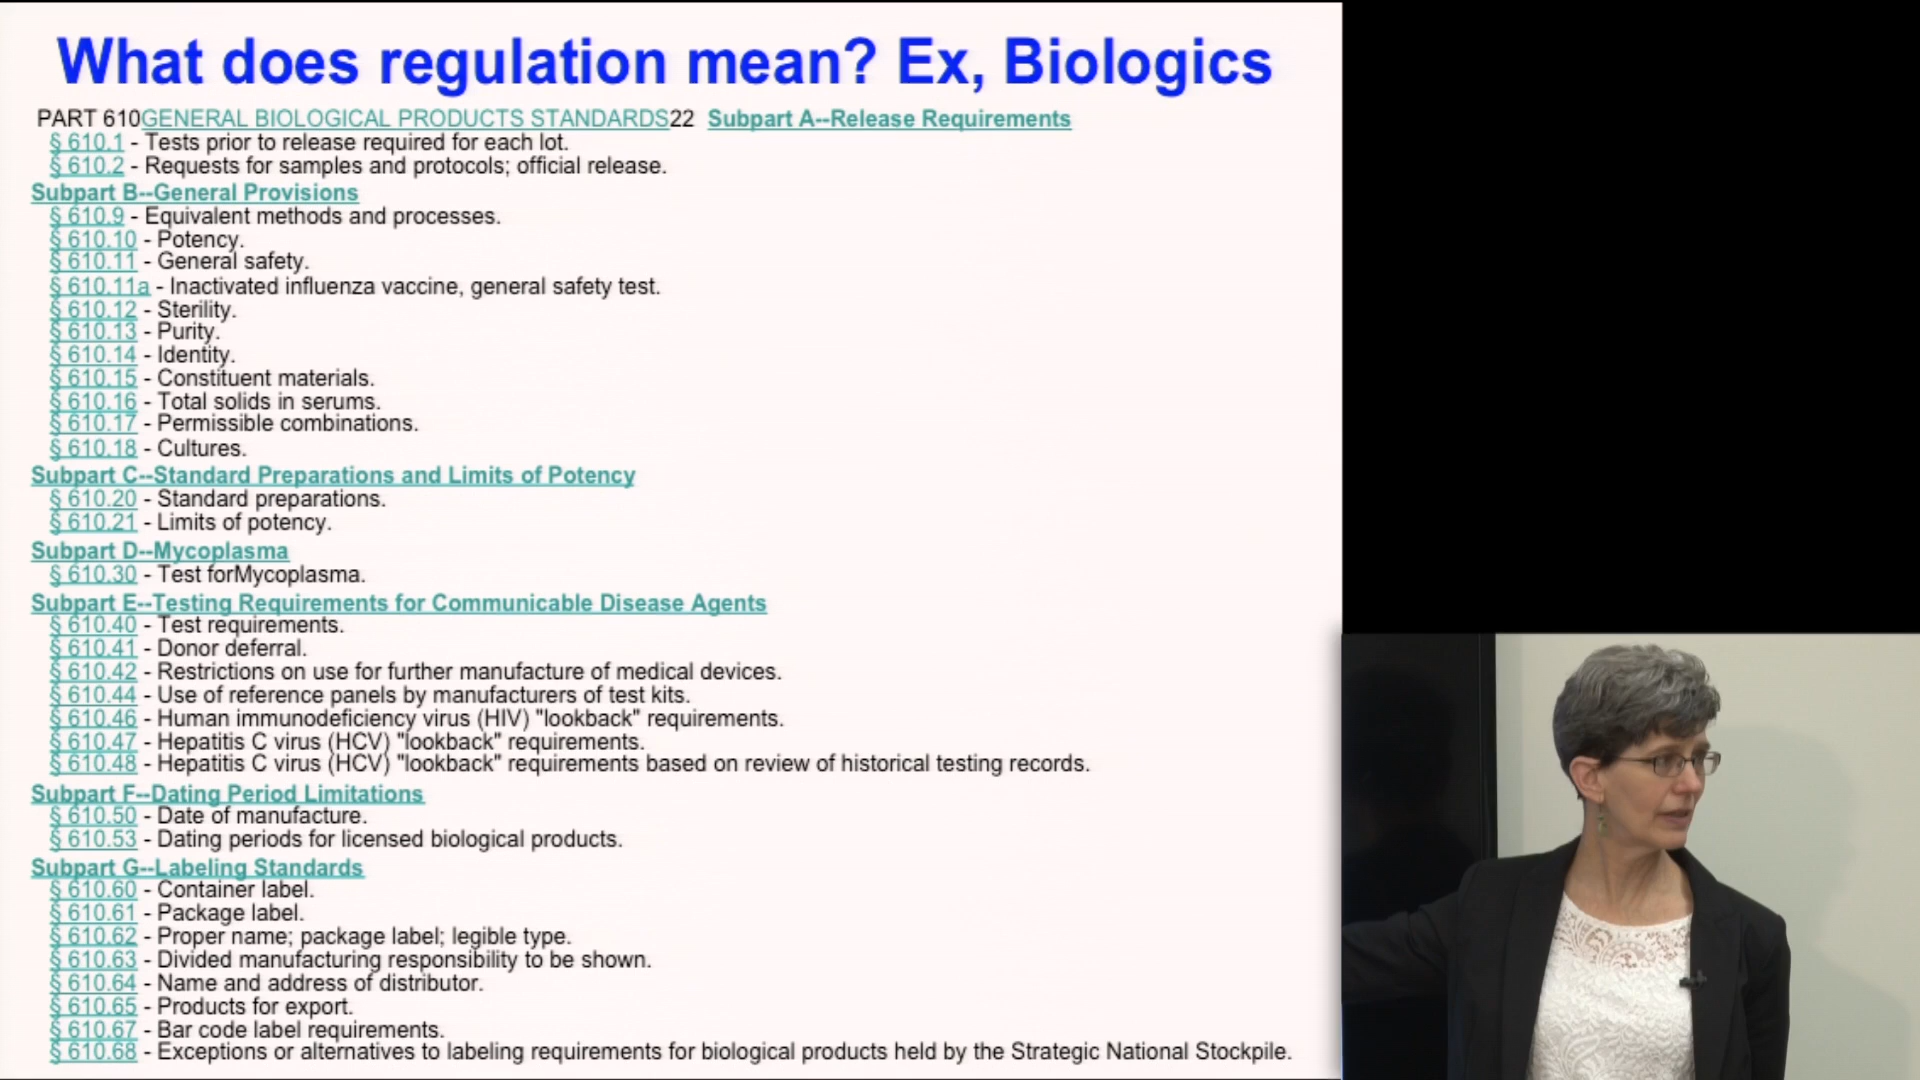 What does regulation mean? Ex, Biologics
PART 610GENERAL BIOLOGICAL PRODUCTS STANDARDS22 Subpart A--Release Requirements
§ 610.1 - Tests prior to release required for each lot.
§ 610.2 - Requests for samples and protocols; official release.
Subpart B--General Provisions
§ 610.9 - Equivalent methods and processes.
§ 610.10 - Potency.
§ 610.11 - General safety.
§ 610.11a - Inactivated influenza vaccine, general safety test.
§ 610.12 - Sterility.
§ 610.13 - Purity.
§ 610.14 - Identity.
§ 610.15 - Constituent materials.
§ 610.16 - Total solids in serums.
§ 610.17 - Permissible combinations.
§ 610.18 - Cultures.
Subpart C--Standard Preparations and Limits of Potency
§ 610.20 - Standard preparations.
§ 610.21 - Limits of potency.
Subpart D--Mycoplasma
§ 610.30 - Test forMycoplasma.
Subpart E--Testing Requirements for Communicable Disease Agents
§ 610.40 - Test requirements.
§ 610.41 - Donor deferral.
§ 610.42 - Restrictions on use for further manufacture of medical devices.
§ 610.44 - Use of reference panels by manufacturers of test kits.
§ 610.46 - Human immunodeficiency virus (HIV) "lookback" requirements.
§ 610.47 - Hepatitis C virus (HCV) "lookback" requirements.
§ 610.48 - Hepatitis C virus (HCV) "lookback" requirements based on review of historical testing records.
Subpart F--Dating Period Limitations
§ 610.50 - Date of manufacture.
§ 610.53 - Dating periods for licensed biological products.
Subpart G--Labeling Standards
§ 610.60 - Container label.
§ 610.61 - Package label.
§ 610.62 - Proper name; package label; legible type.
§ 610.63 - Divided manufacturing responsibility to be shown.
§ 610.64 - Name and address of distributor.
§ 610.65 - Products for export.
§ 610.67 - Bar code label requirements.
§ 610.68 - Exceptions or alternatives to labeling requirements for biological products held by the Strategic National Stockpile.